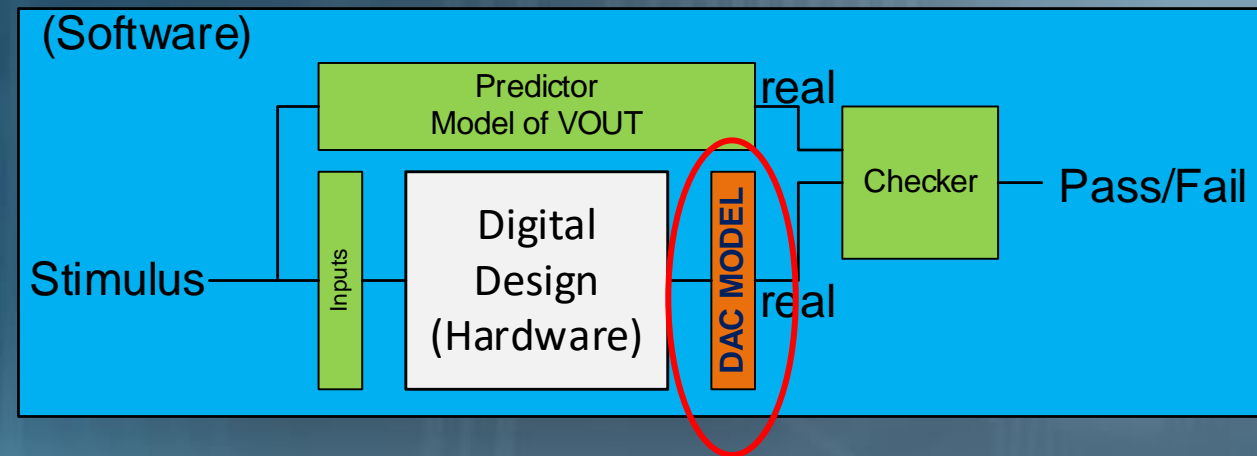 (Software)
Predictor
Model of VOUT
real
Checker
Pass/Fail
Stimulus
Inputs
Digital
Design
(Hardware)
DAC MODEL
real